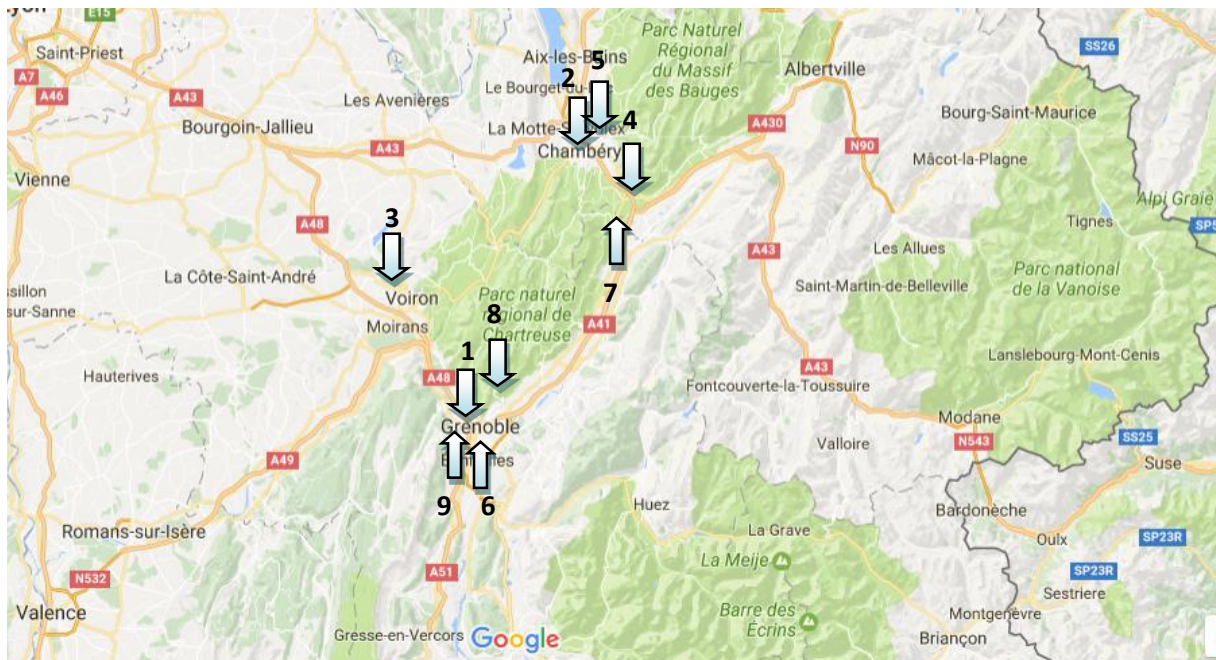 E15
Saint-Priest
A7
A46
A43
Les Avenières
Bourgoin-Jallieu
A43
Vienne
A48
Aix-les-Bains
5
2
Le Bourget-du-Lac
La Motte-Servolex
4
Chambéry
Parc Naturel
Régional
du Massif
des Bauges
Albertville
SS26
Bourg-Saint-Maurice
A430
N90
Mâcot-la-Plagne
Alpi Graie
Tignes
3
La Côte-Saint-André
Voiron
Moirans
7
Les Allues
Saint-Martin-de-Belleville
Parc national
de la Vanoise
Parc naturel
régional de
Chartreuse
8
A43
A41
1
Hauterives
A48
Grenoble
A43
Lanslebourg-Mont-Cenis
Fontcouverte-la-Toussuire
Modane
Valloire
N543
SS25
Suse
A49
9
6
Huez
La Grave
Bardonèche
Oulx
SP23R
SP23R
Romans-sur-Isère
La Meije
N532
A51
Sestriere
Valence
Barre des
Écrins
Montgenèvre
Briançon
Gresse-en-Vercors
Google